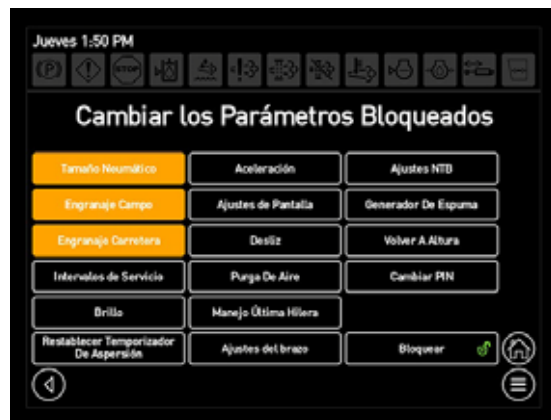 Jueves 1:50 PM
STOP
Cambiar los Parámetros Bloqueados
Tamaño Neumático
Aceleración
Ajustes NTB
Engranaje Campo
Ajustes de Pantalla
Generador De Espuma
Engranaje Carretera
Desliz
Volver A Altura
Intervalos de Servicio
Purga De Aire
Cambiar PIN
Brillo
Manejo Última Hilera
Restablecer Temporizador
De Aspersión
Ajustes del brazo
Bloquear